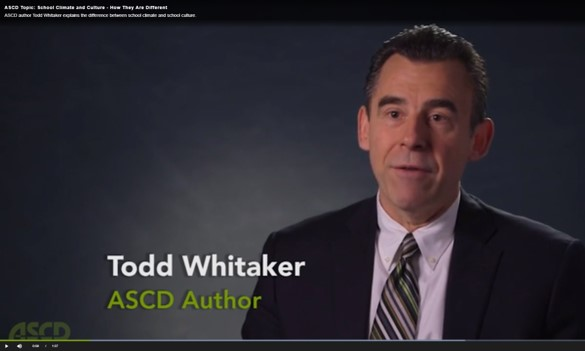 ASCD Topic: School Climate and Culture - How They Are Different
ASCD author Todd Whitaker explains the difference between school climate and school culture.
Todd Whitaker
ASCD Author
ASCD